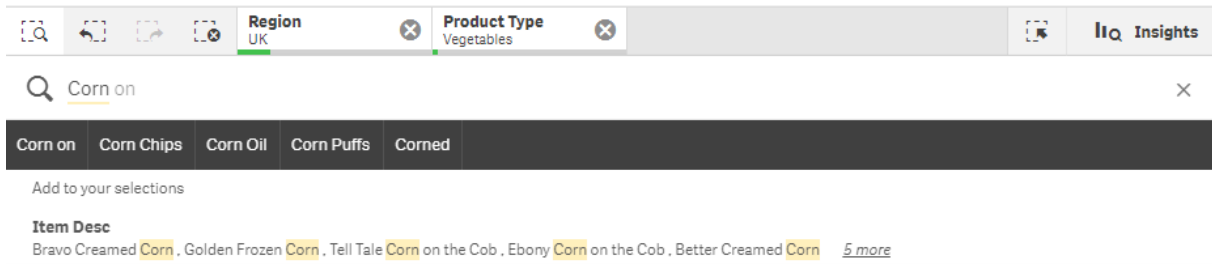 Region
UK
Product Type
Vegetables
Insights
Corn on
Corn on Corn Chips Corn Oil Corn Puffs Corned
Add to your selections
Item Desc
Bravo Creamed Corn , Golden Frozen Corn , Tell Tale Corn on the Cob , Ebony Corn on the Cob , Better Creamed Corn 5 more